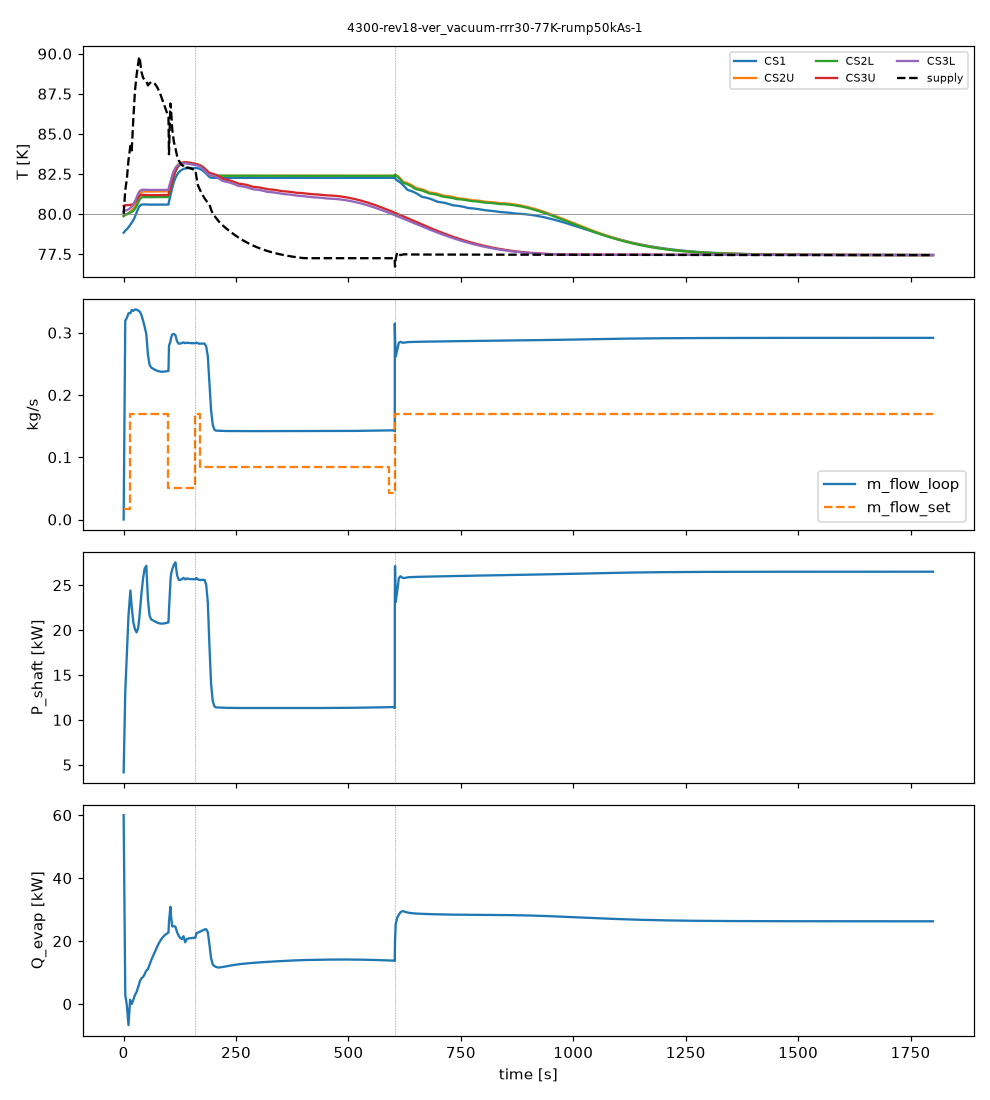 4300-rev18-ver_vacuum-rrr30-77K-rump50kAs-1
T [K]
90.0
87.5
85.0
82.5
80.0
77.5
CS1
CS2U
CS2L
CS3U
CS3L
supply
kg/s
0.3
0.2
0.1
0.0
m_flow_loop
m_flow_set
P_shaft [kW]
25
20
15
10
5
Q_evap [kW]
60
40
20
0
0 250 500 750 1000 1250 1500 1750
time [s]